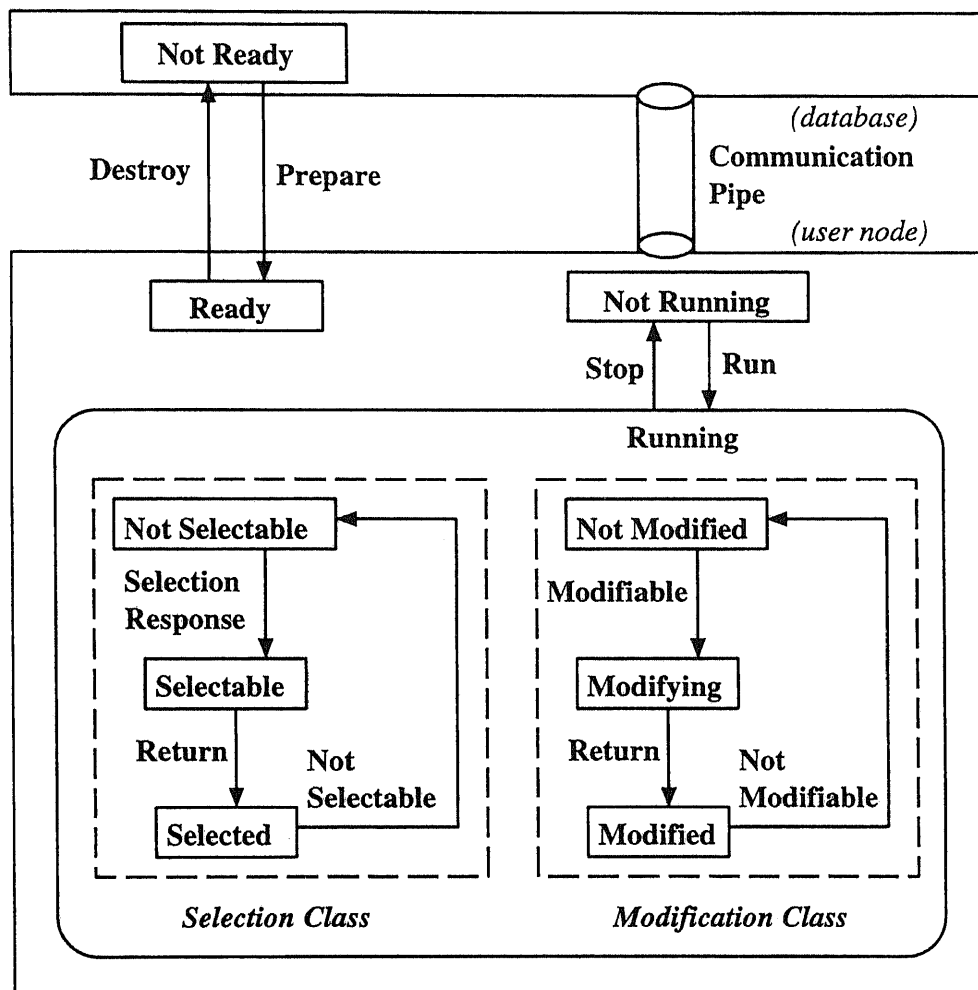 Not Ready
(database)
Destroy
Prepare
Communication
Pipe
(user node)
Ready
Not Running
Stop
Run
Running
Not Selectable
Selection
Response
Selectable
Return
Not
Selectable
Selected
Selection Class
Not Modified
Modifiable
Modifying
Return
Not
Modifiable
Modified
Modification Class